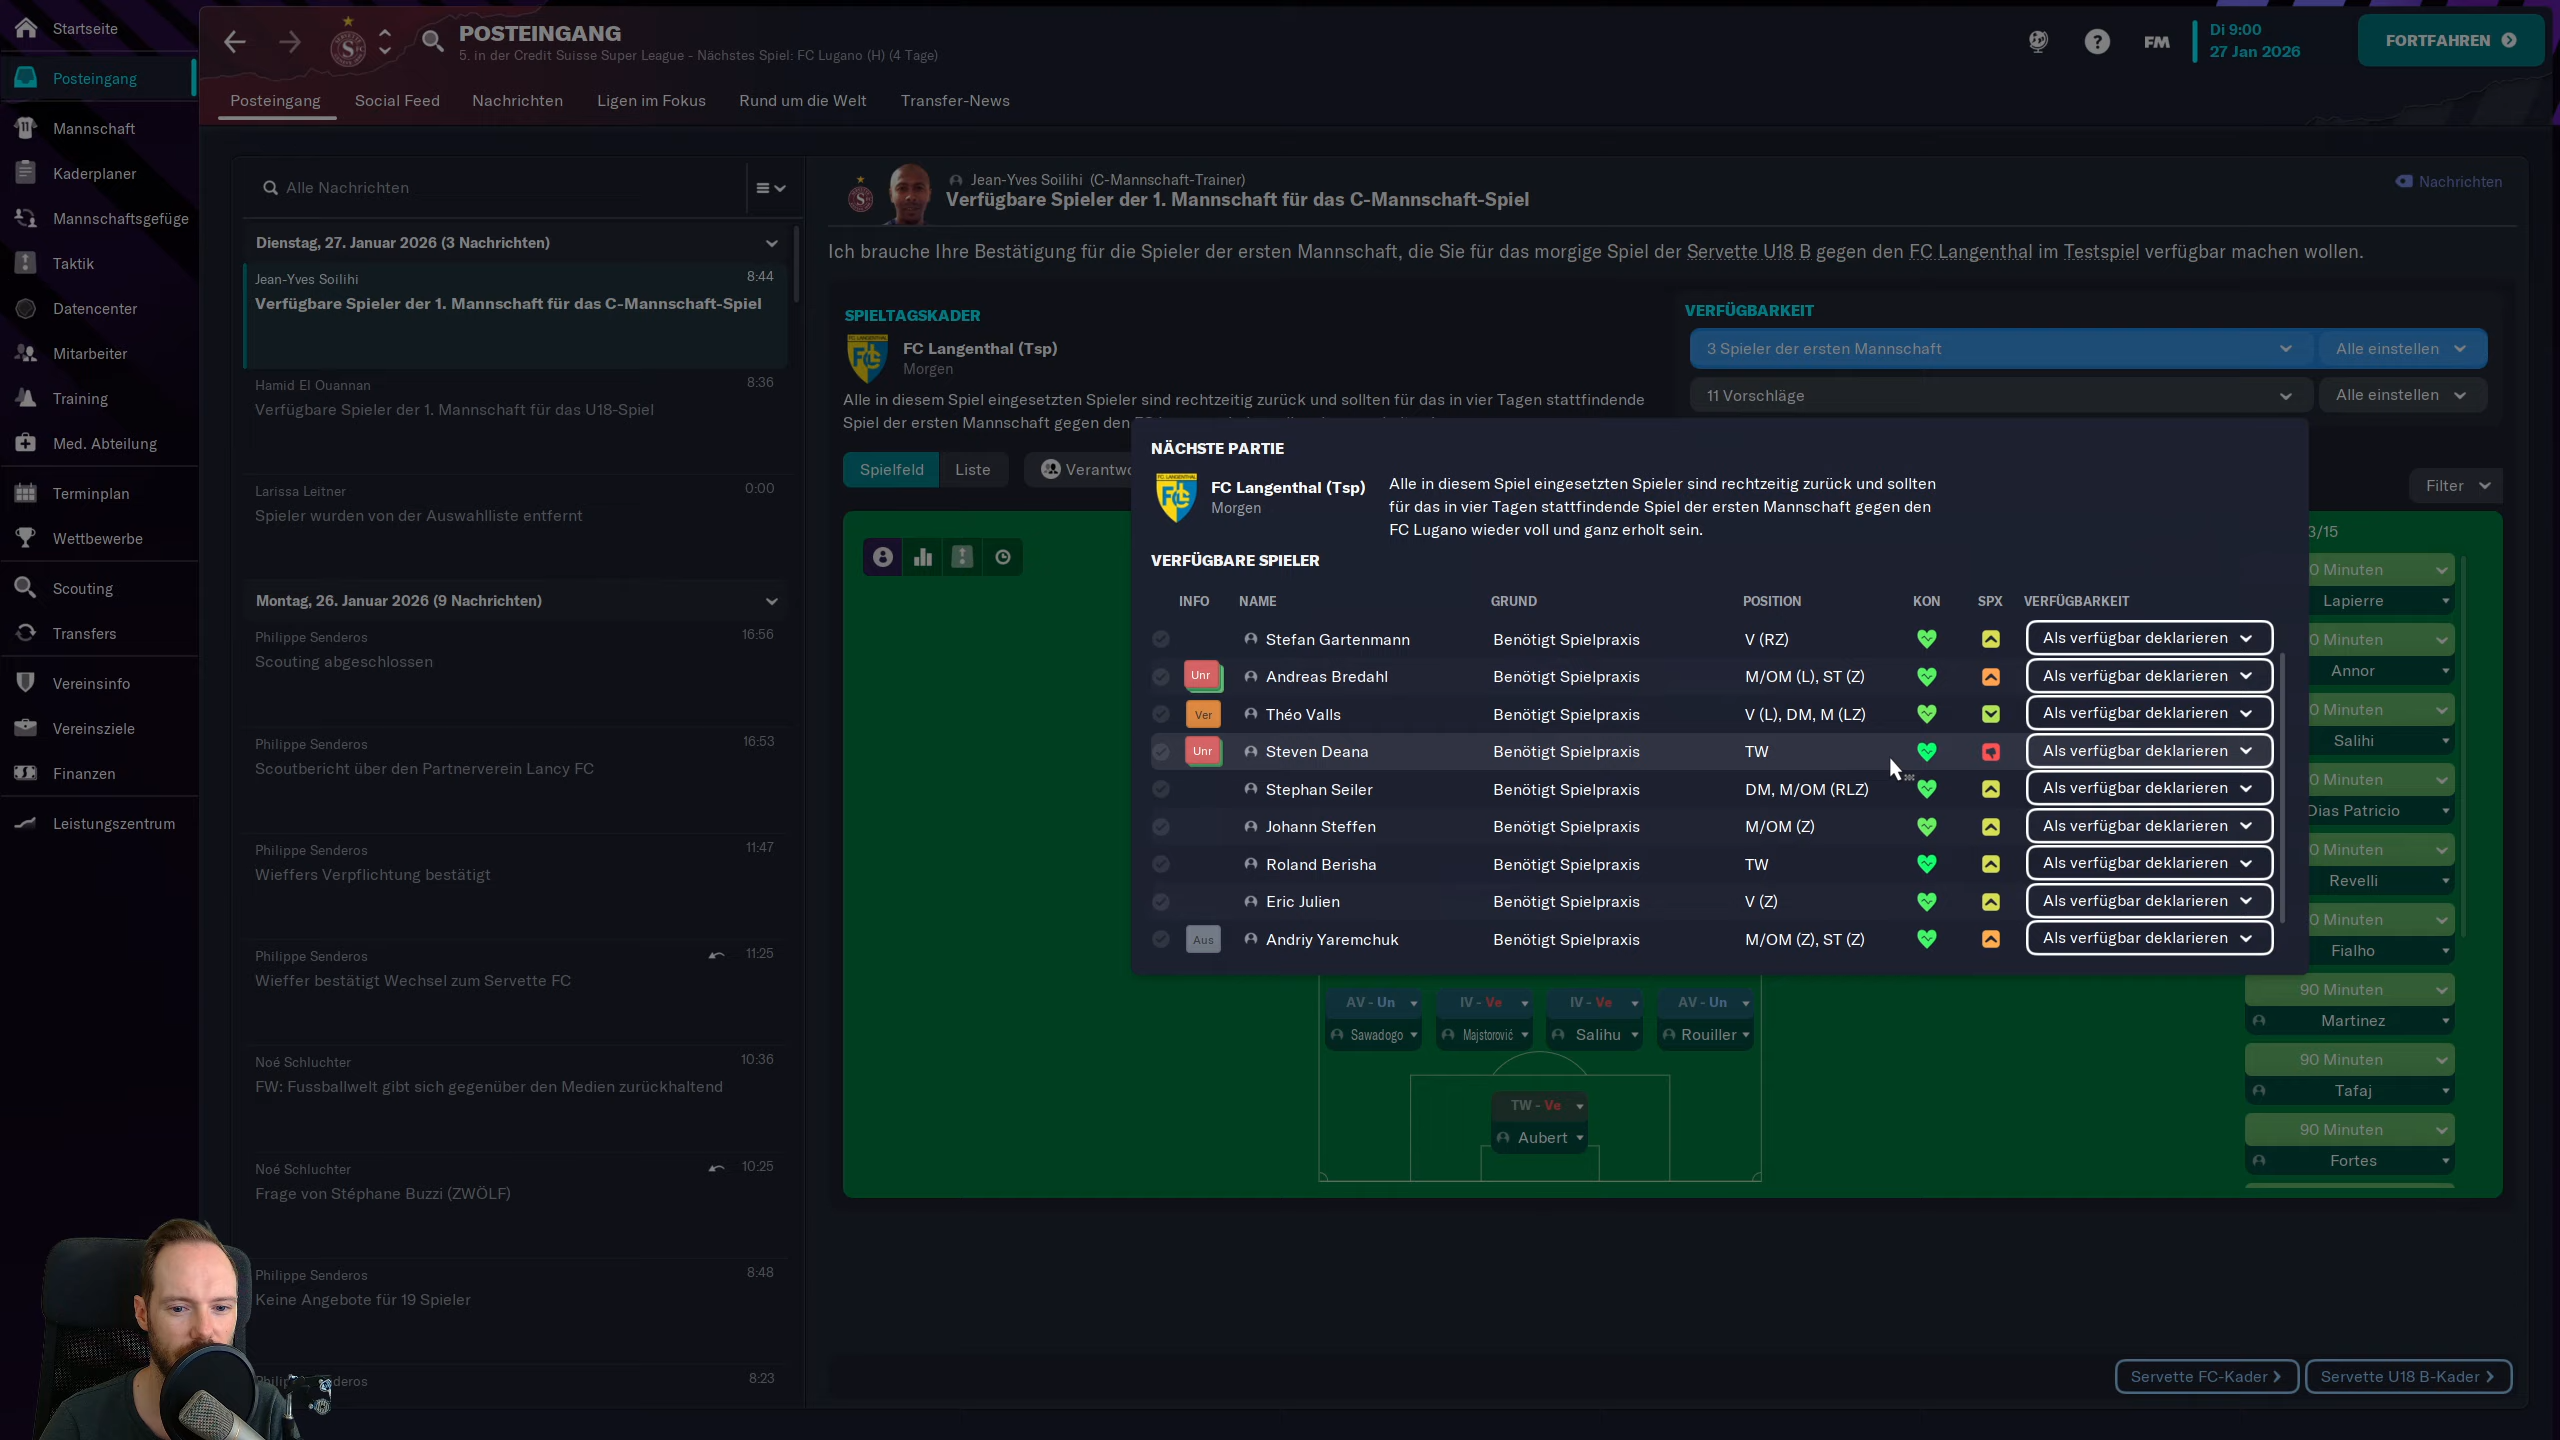 Startseite
Posteingang
Mannschaft
Kaderplaner
Mannschaftsgefüge
Taktik
Datencenter
Mitarbeiter
Training
Med. Abteilung
Terminplan
Wettbewerbe
Scouting
Transfers
Vereinsinfo
Vereinsziele
Finanzen
Leistungszentrum
POSTEINGANG
5. in der Credit Suisse Super League - Nächstes Spiel: FC Lugano (H) (4 Tage)
FM
Di 9:00
27 Jan 2026
FORTFAHREN
Posteingang Social Feed Nachrichten Ligen im Fokus Rund um die Welt Transfer-News
Alle Nachrichten
Dienstag, 27. Januar 2026 (3 Nachrichten)
Jean-Yves Soilihi 8:44
Verfügbare Spieler der 1. Mannschaft für das C-Mannschaft-Spiel
Hamid El Ouannan 8:36
Verfügbare Spieler der 1. Mannschaft für das U18-Spiel
Larissa Leitner 0:00
Spieler wurden von der Auswahlliste entfernt
Montag, 26. Januar 2026 (9 Nachrichten)
Philippe Senderos 16:56
Scouting abgeschlossen
Philippe Senderos 16:53
Scoutbericht über den Partnerverein Lancy FC
Philippe Senderos 11:47
Wieffers Verpflichtung bestätigt
Philippe Senderos 11:25
Wieffer bestätigt Wechsel zum Servette FC
Noé Schluchter 10:36
FW: Fussballwelt gibt sich gegenüber den Medien zurückhaltend
Noé Schluchter 10:25
Frage von Stéphane Buzzi (ZWÖLF)
Philippe Senderos 8:48
Keine Angebote für 19 Spieler
8:23
Jean-Yves Soilihi (C-Mannschaft-Trainer)
Verfügbare Spieler der 1. Mannschaft für das C-Mannschaft-Spiel
Nachrichten
Ich brauche Ihre Bestätigung für die Spieler der ersten Mannschaft, die Sie für das morgige Spiel der Servette U18 B gegen den FC Langenthal im Testspiel verfügbar machen wollen.
SPIELTAGSKADER
FC Langenthal (Tsp)
Morgen
Alle in diesem Spiel eingesetzten Spieler sind rechtzeitig zurück und sollten für das in vier Tagen stattfindende
Spiel der ersten Mannschaft gegen den
VERFÜGBARKEIT
3 Spieler der ersten Mannschaft Alle einstellen
11 Vorschläge Alle einstellen
Spielfeld Liste
Filter
NÄCHSTE PARTIE
FC Langenthal (Tsp)
Morgen
Alle in diesem Spiel eingesetzten Spieler sind rechtzeitig zurück und sollten
für das in vier Tagen stattfindende Spiel der ersten Mannschaft gegen den
FC Lugano wieder voll und ganz erholt sein.
VERFÜGBARE SPIELER
INFO NAME GRUND POSITION KON SPX VERFÜGBARKEIT
Stefan Gartenmann Benötigt Spielpraxis V (RZ) Als verfügbar deklarieren
Unr Andreas Bredahl Benötigt Spielpraxis M/OM (L), ST (Z) Als verfügbar deklarieren
Ver Théo Valls Benötigt Spielpraxis V (L), DM, M (LZ) Als verfügbar deklarieren
Unr Steven Deana Benötigt Spielpraxis TW Als verfügbar deklarieren
Stephan Seiler Benötigt Spielpraxis DM, M/OM (RLZ) Als verfügbar deklarieren
Johann Steffen Benötigt Spielpraxis M/OM (Z) Als verfügbar deklarieren
Roland Berisha Benötigt Spielpraxis TW Als verfügbar deklarieren
Eric Julien Benötigt Spielpraxis V (Z) Als verfügbar deklarieren
Aus Andriy Yaremchuk Benötigt Spielpraxis M/OM (Z), ST (Z) Als verfügbar deklarieren
/15
Minuten
Lapierre
Minuten
Annor
Minuten
Salihi
Minuten
Dias Patricio
Minuten
Revelli
Minuten
Fialho
90 Minuten
Martinez
90 Minuten
Tafaj
90 Minuten
Fortes
AV - Un IV - Ve IV - Ve AV - Un
Sawadogo Majstorović Salihu Rouiller
TW - Ve
Aubert
Servette FC-Kader
Servette U18 B-Kader